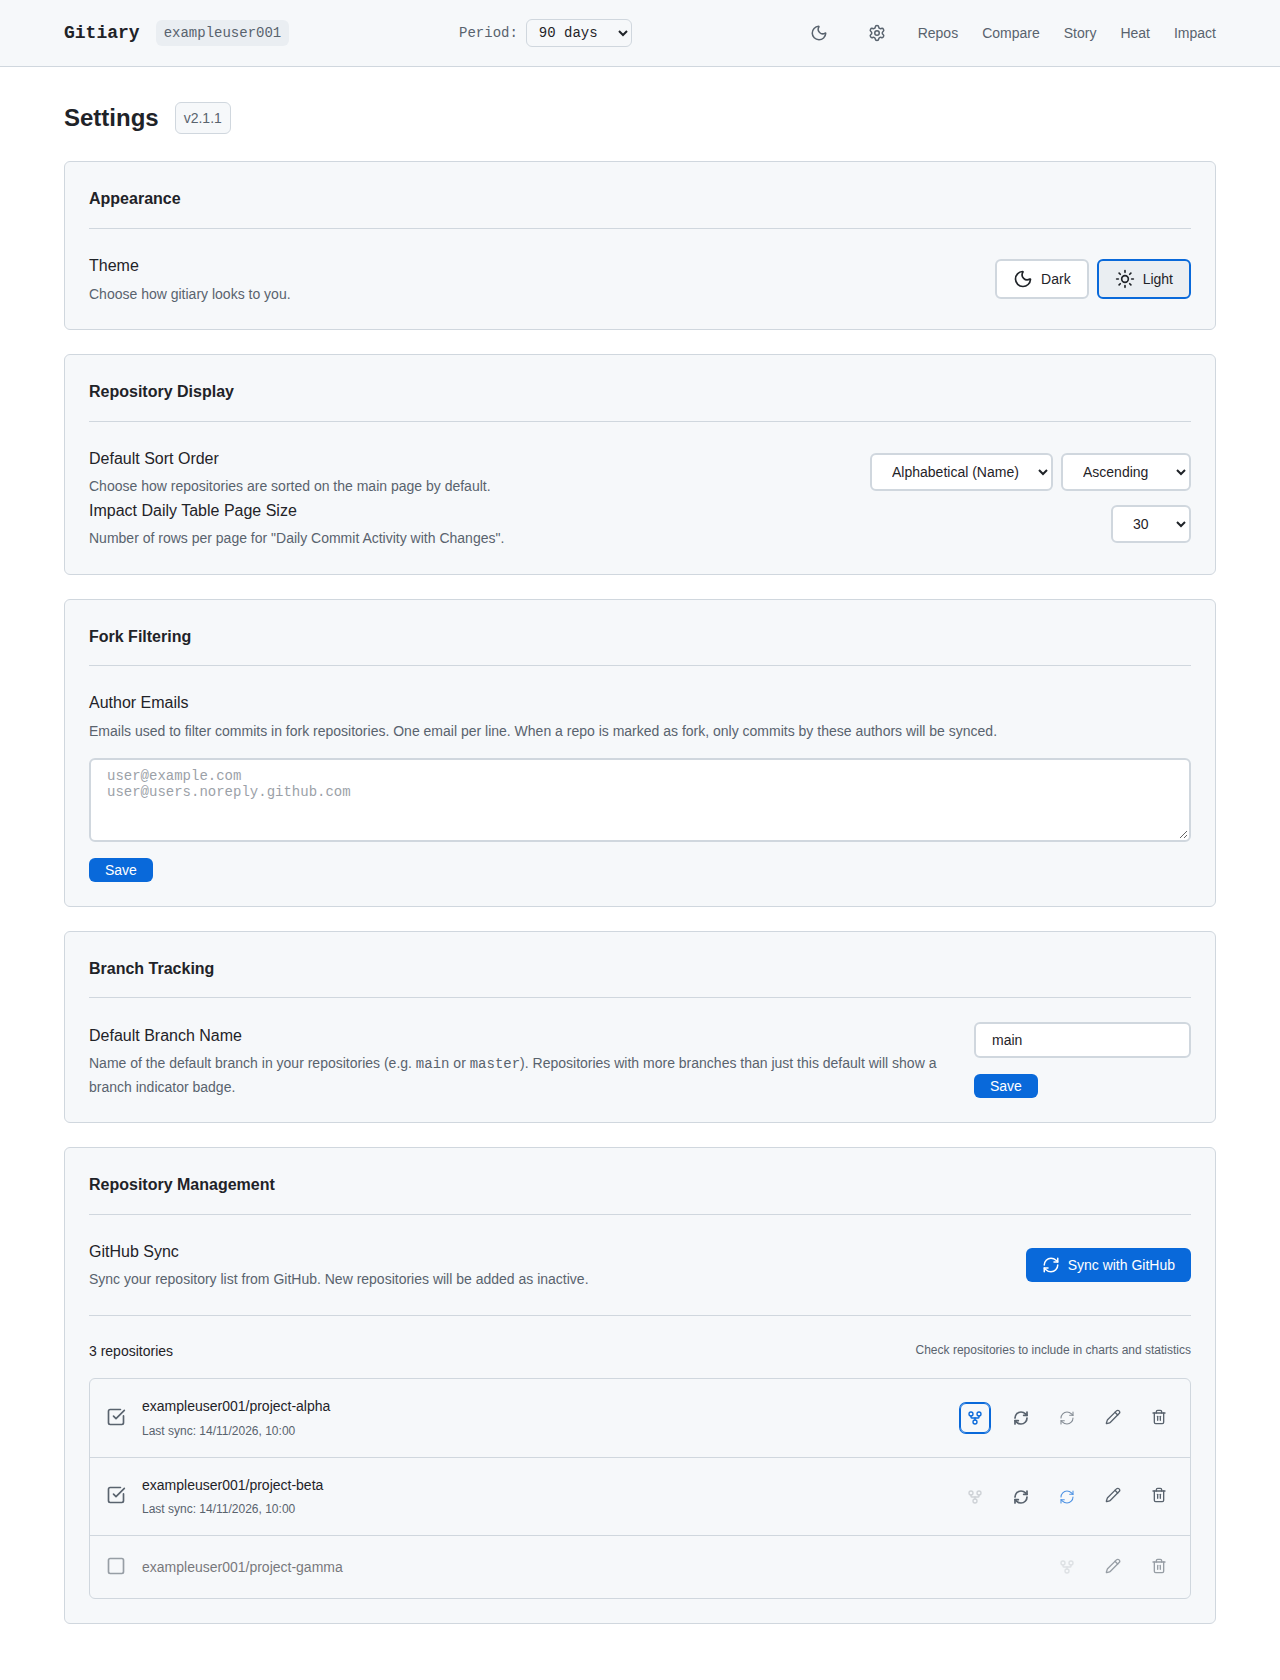 Gitiary exampleuser001 Period: 90 days Repos Compare Story Heat Impact
Settings v2.1.1
Appearance
Theme
Choose how gitiary looks to you.
Dark Light
Repository Display
Default Sort Order
Choose how repositories are sorted on the main page by default.
Alphabetical (Name) Ascending
Impact Daily Table Page Size
Number of rows per page for "Daily Commit Activity with Changes".
30
Fork Filtering
Author Emails
Emails used to filter commits in fork repositories. One email per line. When a repo is marked as fork, only commits by these authors will be synced.
user@example.com
user@users.noreply.github.com
Save
Branch Tracking
Default Branch Name
Name of the default branch in your repositories (e.g. main or master). Repositories with more branches than just this default will show a
branch indicator badge.
main
Save
Repository Management
GitHub Sync
Sync your repository list from GitHub. New repositories will be added as inactive.
Sync with GitHub
3 repositories
Check repositories to include in charts and statistics
exampleuser001/project-alpha
Last sync: 14/11/2026, 10:00
exampleuser001/project-beta
Last sync: 14/11/2026, 10:00
exampleuser001/project-gamma